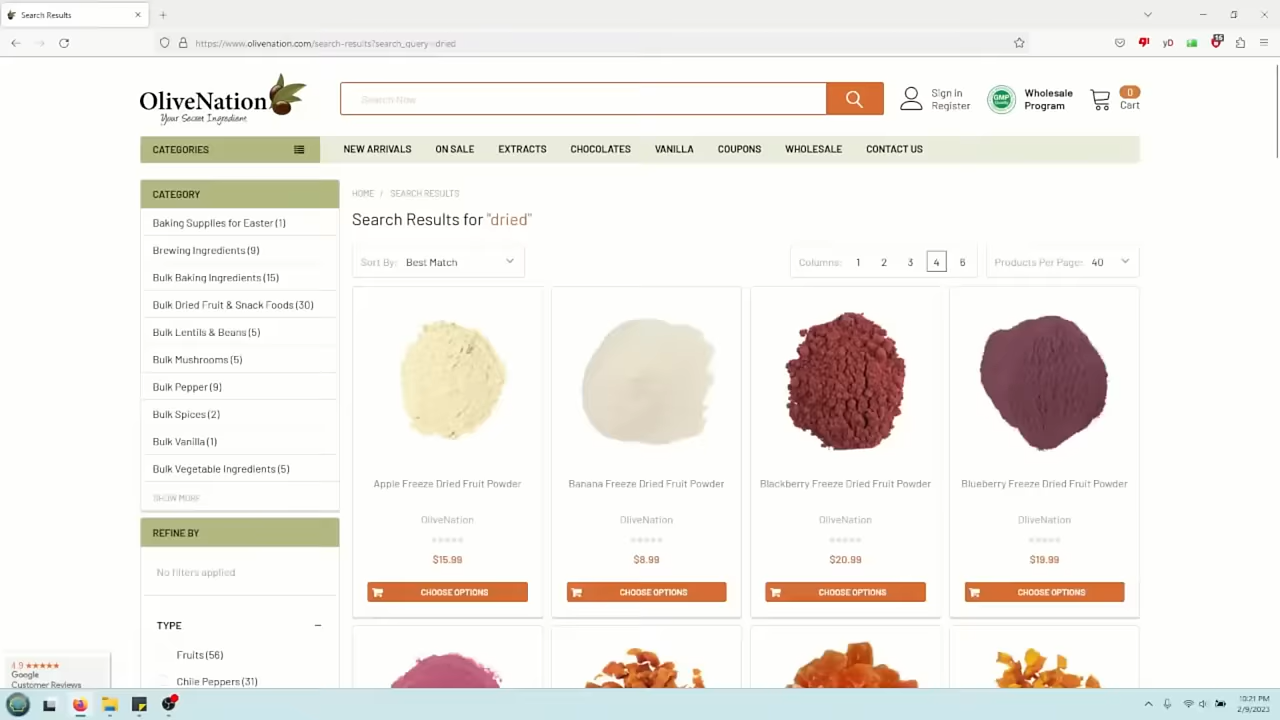 Search Results
https://www.olivenation.com/search-results?search_query=dried
yD
OliveNation
Your Secret Ingredient
Search Now
Sign in
Register
GMP
Wholesale
Program
0
Cart
CATEGORIES
NEW ARRIVALS ON SALE EXTRACTS CHOCOLATES VANILLA COUPONS WHOLESALE CONTACT US
CATEGORY
Baking Supplies for Easter (1)
Brewing Ingredients (9)
Bulk Baking Ingredients (15)
Bulk Dried Fruit & Snack Foods (30)
Bulk Lentils & Beans (5)
Bulk Mushrooms (5)
Bulk Pepper (9)
Bulk Spices (2)
Bulk Vanilla (1)
Bulk Vegetable Ingredients (5)
SHOW MORE
REFINE BY
No filters applied
TYPE
Fruits (56)
Chile Peppers (31)
HOME / SEARCH RESULTS
Search Results for "dried"
Sort By: Best Match
Columns: 1 2 3 4 6
Products Per Page: 40
Apple Freeze Dried Fruit Powder
OliveNation
$15.99
CHOOSE OPTIONS
Banana Freeze Dried Fruit Powder
OliveNation
$8.99
CHOOSE OPTIONS
Blackberry Freeze Dried Fruit Powder
OliveNation
$20.99
CHOOSE OPTIONS
Blueberry Freeze Dried Fruit Powder
OliveNation
$19.99
CHOOSE OPTIONS
4.9
Google
Customer Reviews
10:21 PM
2/9/2023